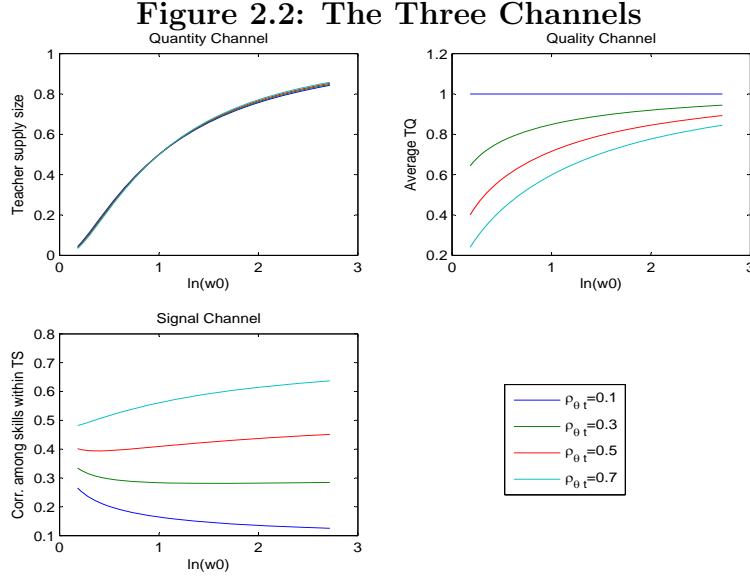 Figure 2.2: The Three Channels
Quantity Channel
1
0.8
0.6
0.4
0.2
0
Teacher supply size
0 1 2 3
ln(w0)
Quality Channel
1.2
1
0.8
0.6
0.4
0.2
Average TQ
0 1 2 3
ln(w0)
Signal Channel
0.8
0.7
0.6
0.5
0.4
0.3
0.2
0.1
Corr. among skills within TS
0 1 2 3
ln(w0)
ρθ t=0.1
ρθ t=0.3
ρθ t=0.5
ρθ t=0.7